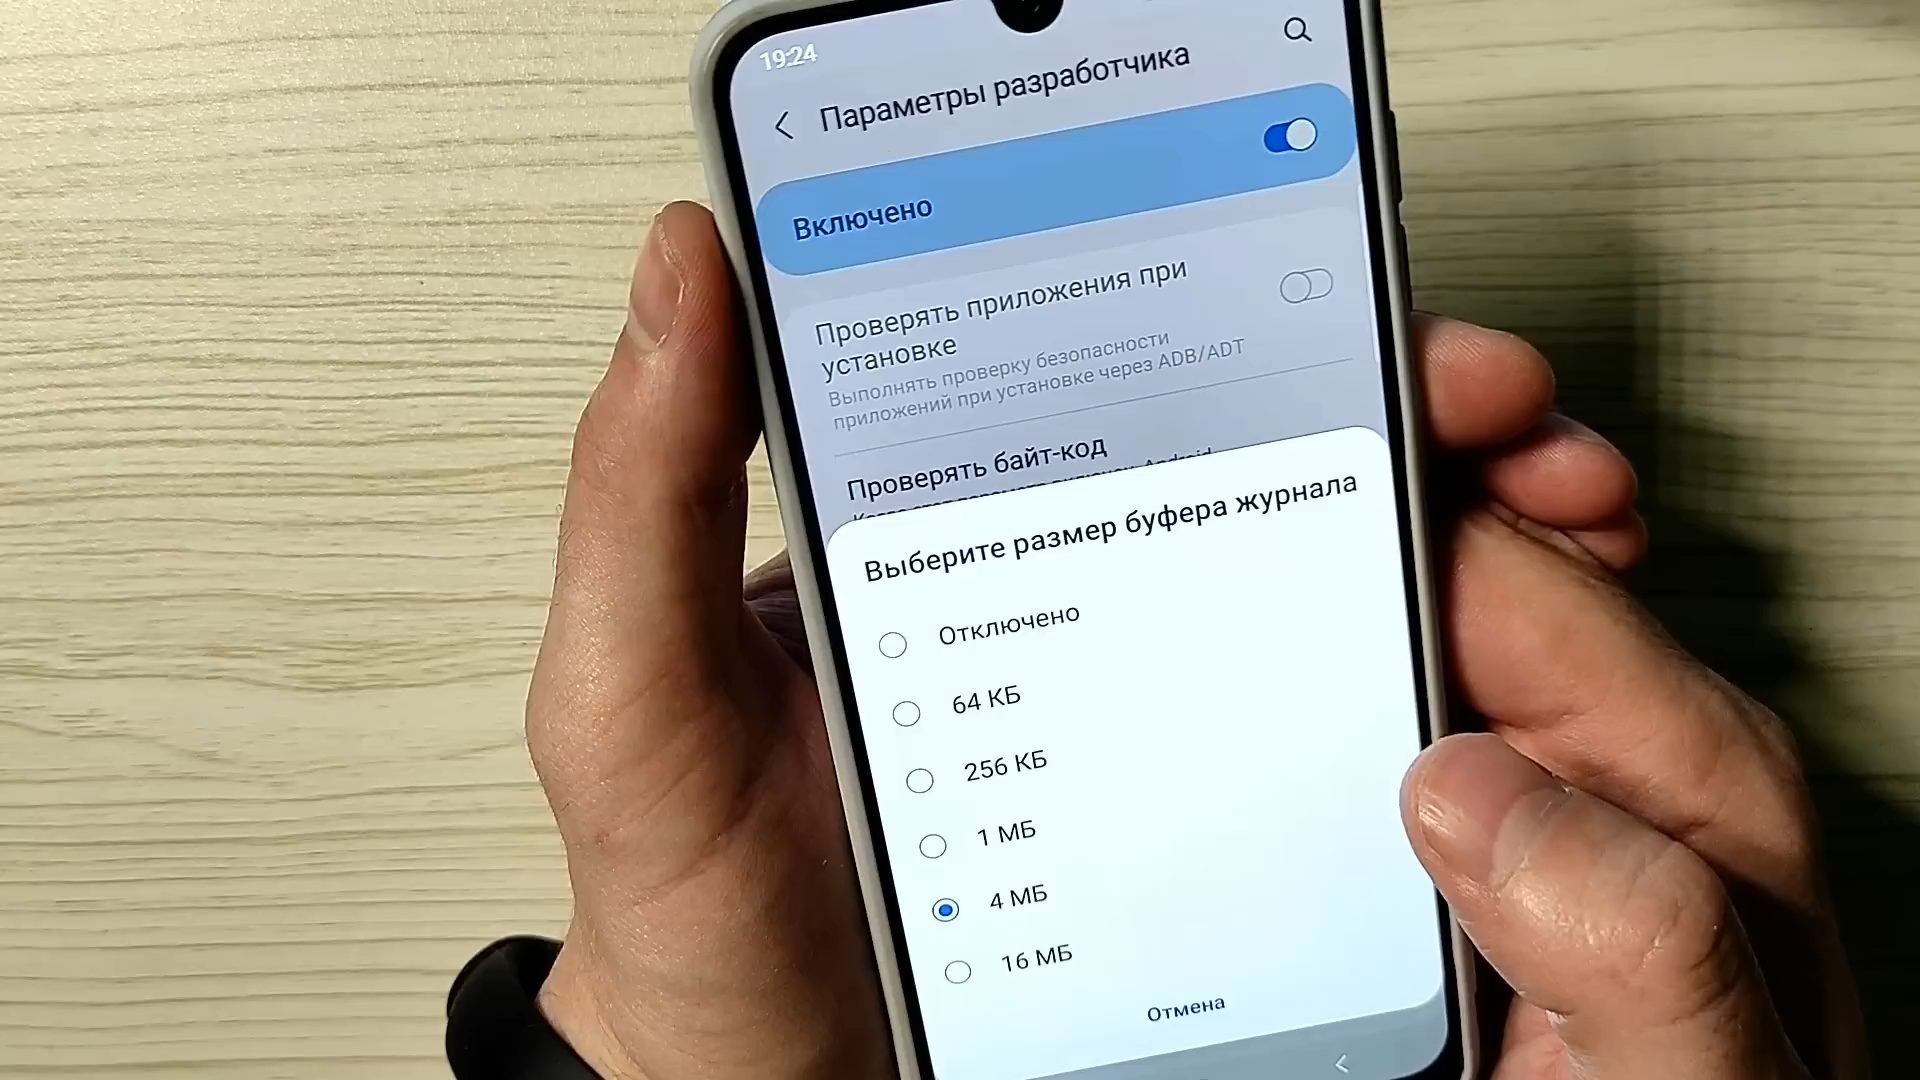 19:24
Параметры разработчика
Включено
Проверять приложения при
установке
Выполнять проверку безопасности
приложений при установке через ADB/ADT
Проверять байт-код
Android
Выберите размер буфера журнала
Отключено
64 КБ
256 КБ
1 МБ
4 МБ
16 МБ
Отмена